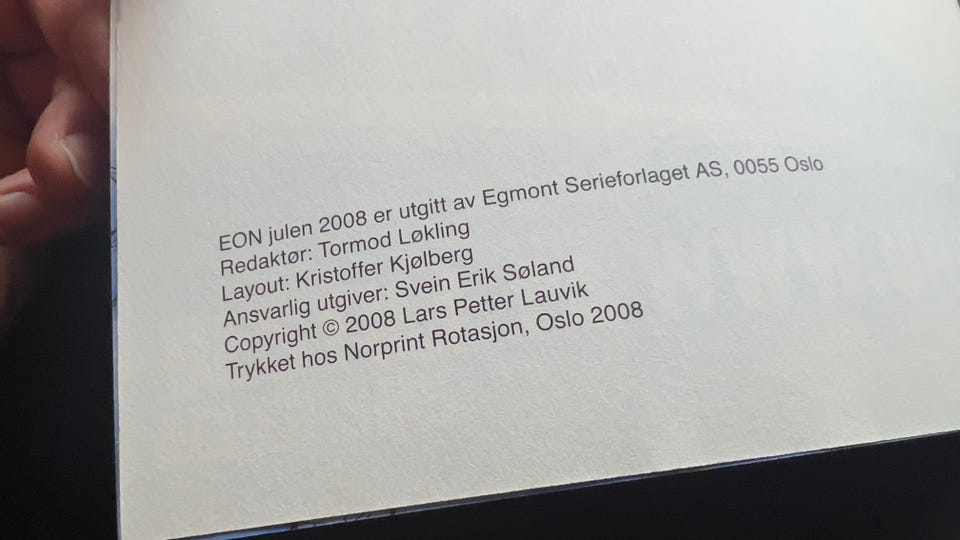 EON julen 2008 er utgitt av Egmont Serieforlaget AS, 0055 Oslo
Redaktør: Tormod Løkling
Layout: Kristoffer Kjølberg
Ansvarlig utgiver: Svein Erik Søland
Copyright © 2008 Lars Petter Lauvik
Trykket hos Norprint Rotasjon, Oslo 2008